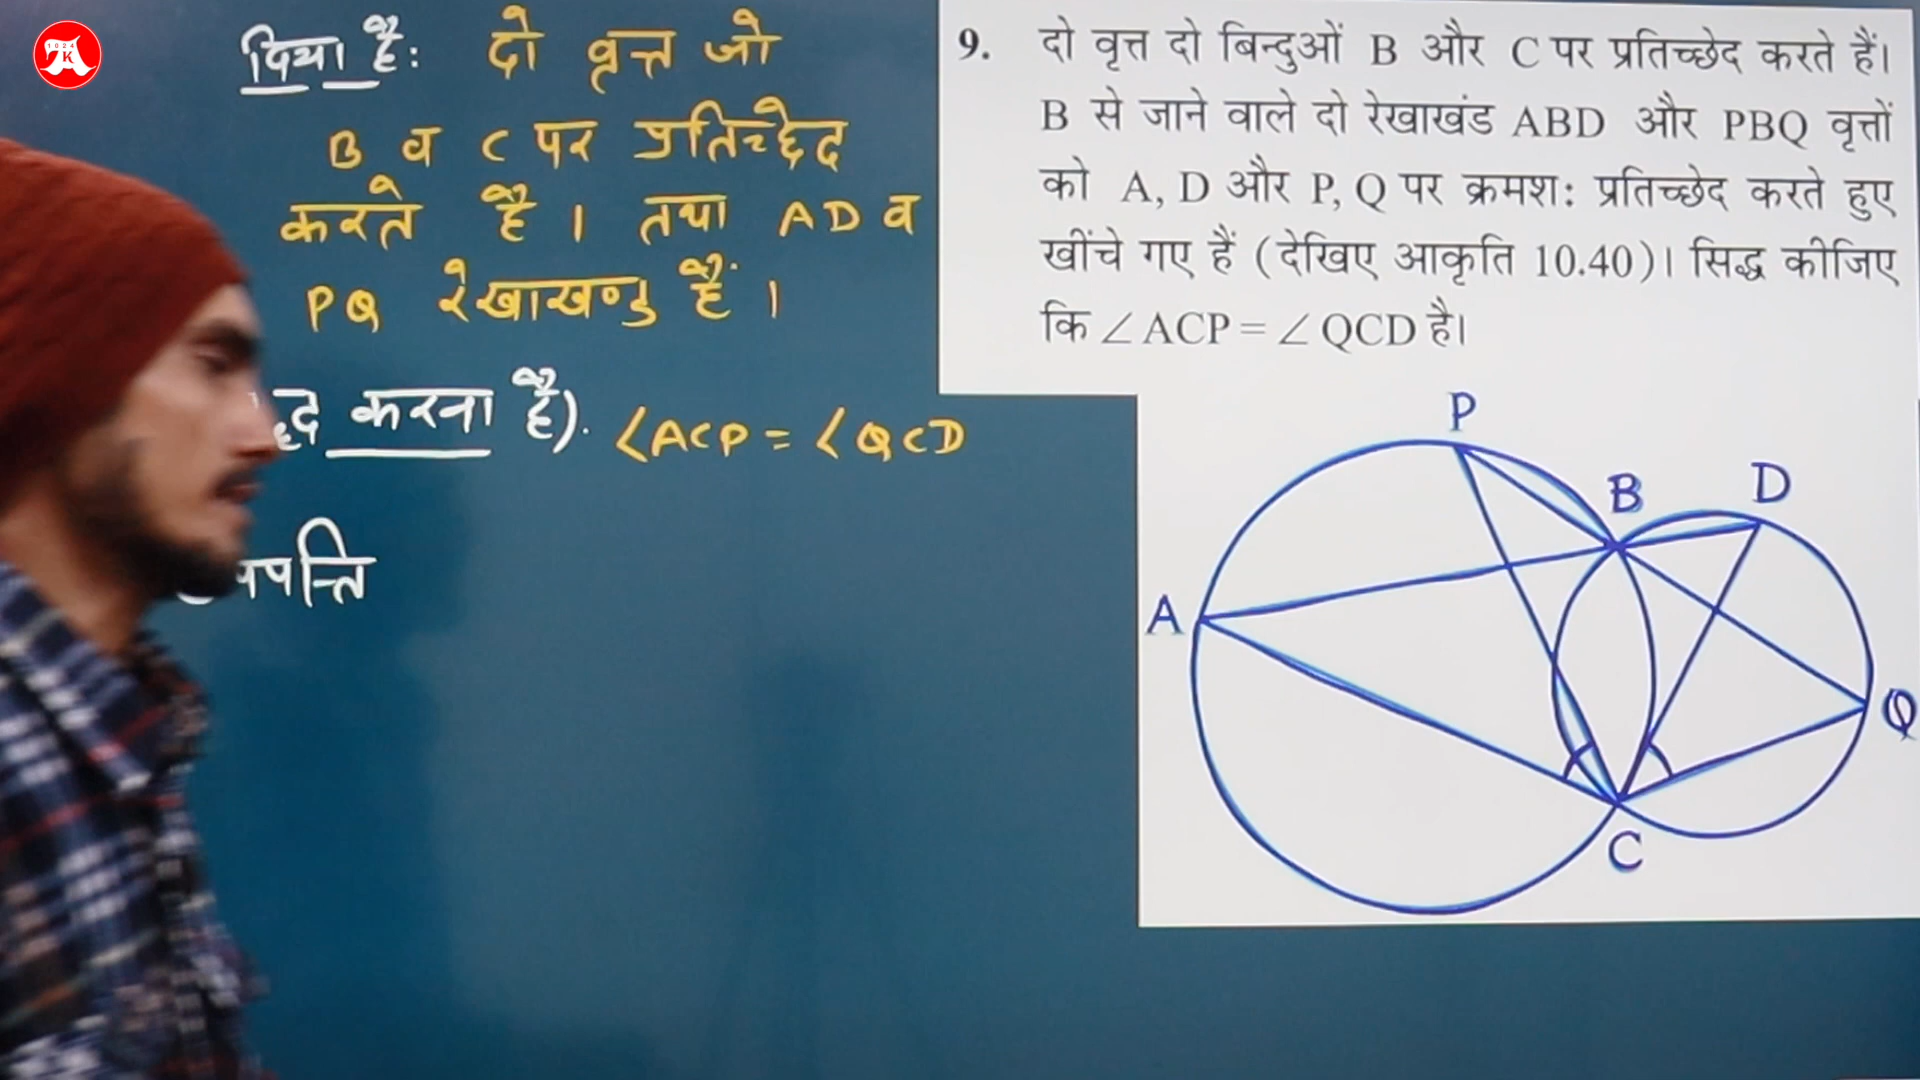 1024
K
दिया है: दो वृत्त जो
B व C पर प्रतिच्छेद
करते है । तथा AD व
PQ रेखाखण्ड हैं ।
करना है). ∠ACP = ∠QCD
9. दो वृत्त दो बिन्दुओं B और C पर प्रतिच्छेद करते हैं।
B से जाने वाले दो रेखाखंड ABD और PBQ वृत्तों
को A, D और P, Q पर क्रमश: प्रतिच्छेद करते हुए
खींचे गए हैं (देखिए आकृति 10.40)। सिद्ध कीजिए
कि ∠ACP = ∠QCD है।
P
B
D
A
Q
C